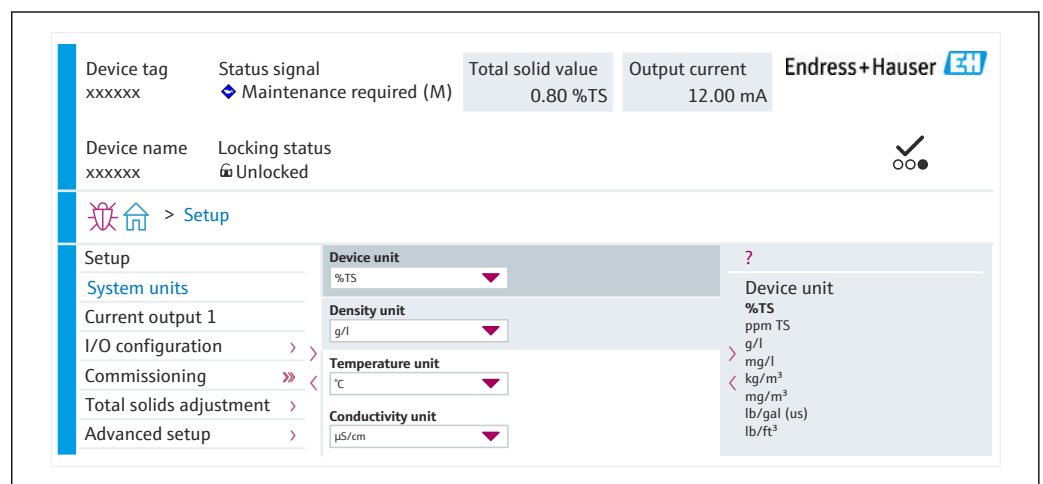 Device tag
xxxxxx
Status signal
Maintenance required (M)
Total solid value
0.80 %TS
Output current
12.00 mA
Endress+Hauser EH
Device name
xxxxxx
Locking status
Unlocked
> Setup
Setup
System units
Current output 1
I/O configuration >
Commissioning
Total solids adjustment >
Advanced setup >
Device unit
%TS
Density unit
g/l
Temperature unit
°C
Conductivity unit
µS/cm
?
Device unit
%TS
ppm TS
g/l
mg/l
kg/m³
mg/m³
lb/gal (us)
lb/ft³